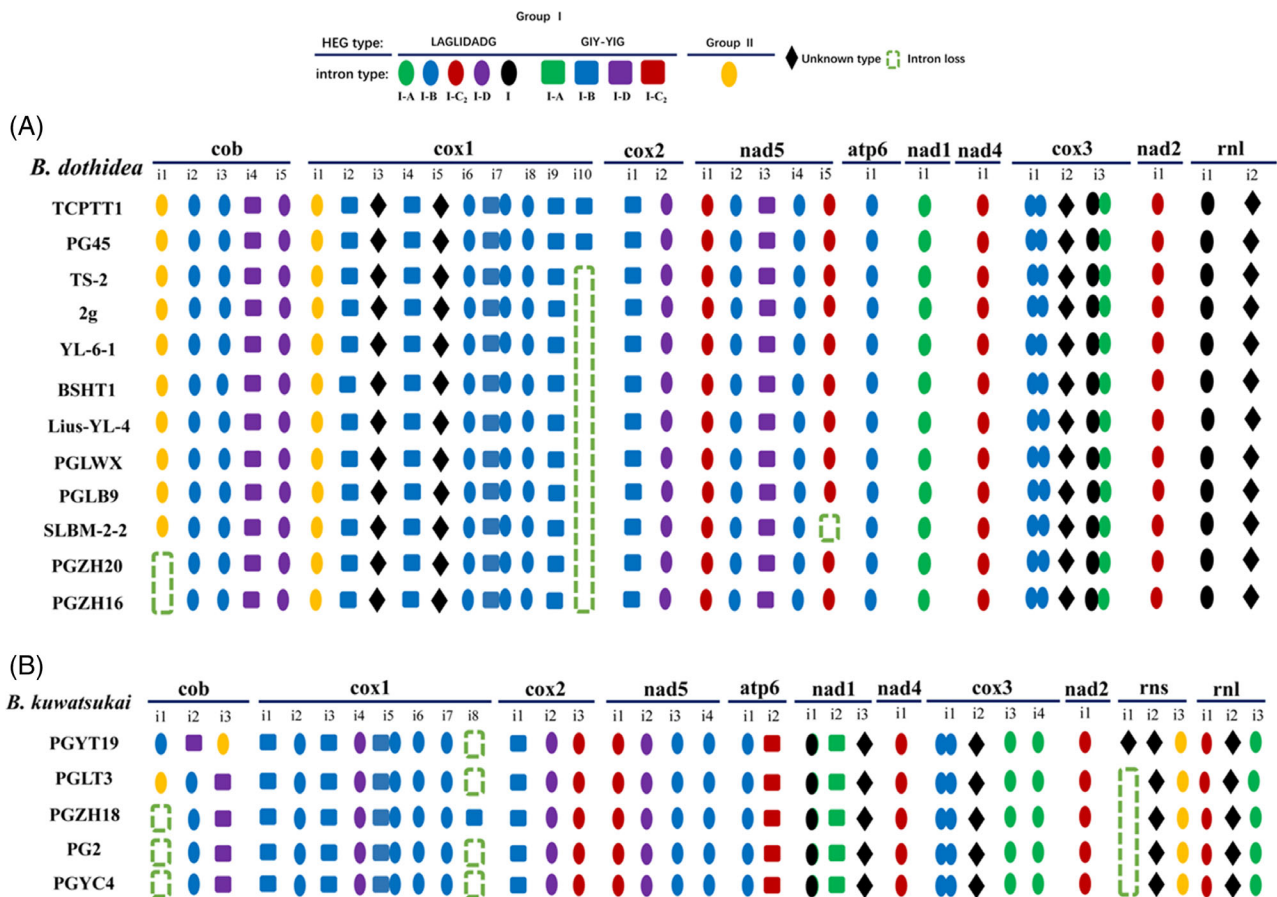 Group I
HEG type: LAGLIDADG GIY-YIG Group II Unknown type Intron loss
intron type:
I-A I-B I-C₂ I-D I I-A I-B I-D I-C₂
(A)
cob cox1 cox2 nad5 atp6 nad1 nad4 cox3 nad2 rnl
B. dothidea i1 i2 i3 i4 i5 i1 i2 i3 i4 i5 i6 i7 i8 i9 i10 i1 i2 i1 i2 i3 i4 i5 i1 i1 i1 i1 i2 i3 i1 i1 i2
TCPTT1
PG45
TS-2
2g
YL-6-1
BSHT1
Lius-YL-4
PGLWX
PGLB9
SLBM-2-2
PGZH20
PGZH16
(B)
cob cox1 cox2 nad5 atp6 nad1 nad4 cox3 nad2 rns rnl
B. kuwatsukai i1 i2 i3 i1 i2 i3 i4 i5 i6 i7 i8 i1 i2 i3 i1 i2 i3 i4 i1 i2 i1 i2 i3 i1 i1 i2 i3 i4 i1 i1 i2 i3 i1 i2 i3
PGYT19
PGLT3
PGZH18
PG2
PGYC4